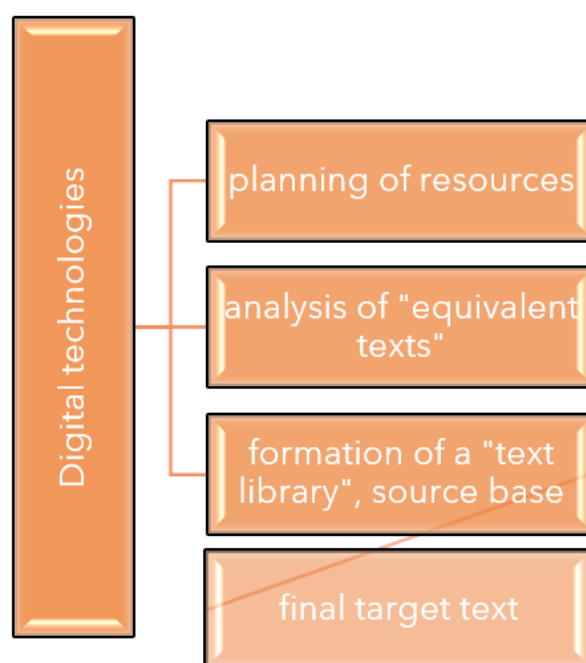 Digital technologies
planning of resources
analysis of "equivalent
texts"
formation of a "text
library", source base
final target text